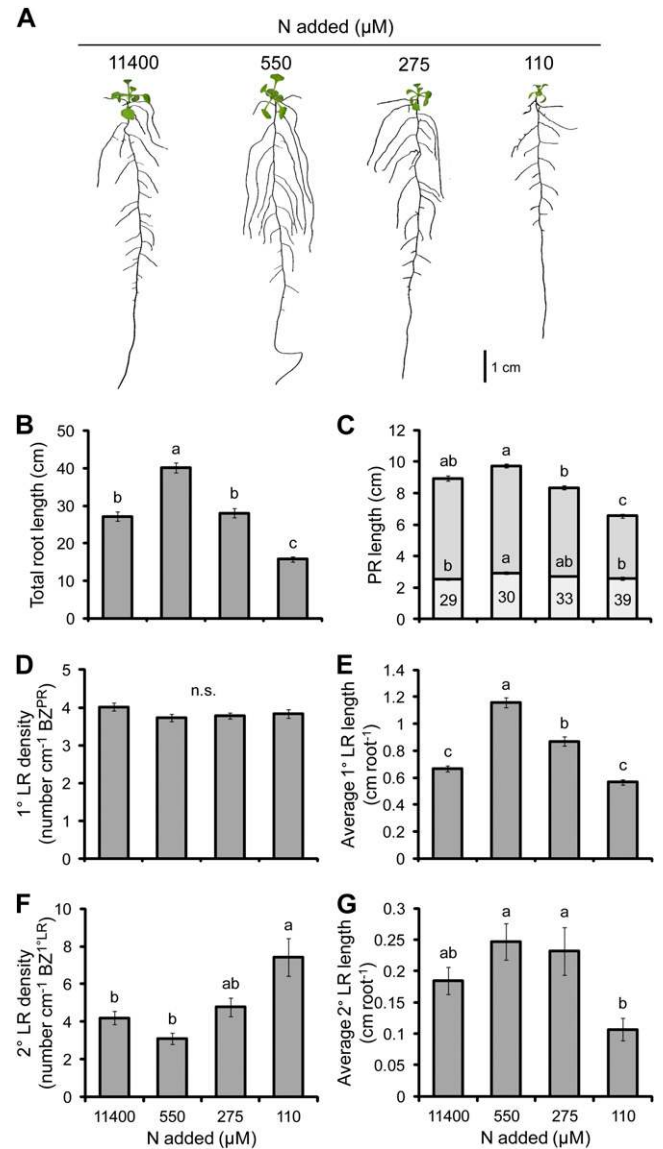 A
N added (µM)
11400 550 275 110
1 cm
B
Total root length (cm)
50
40
30
20
10
0
b a b c
C
PR length (cm)
12
10
8
6
4
2
0
ab a b c
b a ab b
29 30 33 39
D
1° LR density
(number cm⁻¹ BZᴾᴿ)
5
4
3
2
1
0
n.s.
E
Average 1° LR length
(cm root⁻¹)
1.4
1.2
1
0.8
0.6
0.4
0.2
0
c a b c
F
2° LR density
(number cm⁻¹ BZ¹°ᴸᴿ)
10
8
6
4
2
0
b b ab a
11400 550 275 110
N added (µM)
G
Average 2° LR length
(cm root⁻¹)
0.3
0.25
0.2
0.15
0.1
0.05
0
ab a a b
11400 550 275 110
N added (µM)